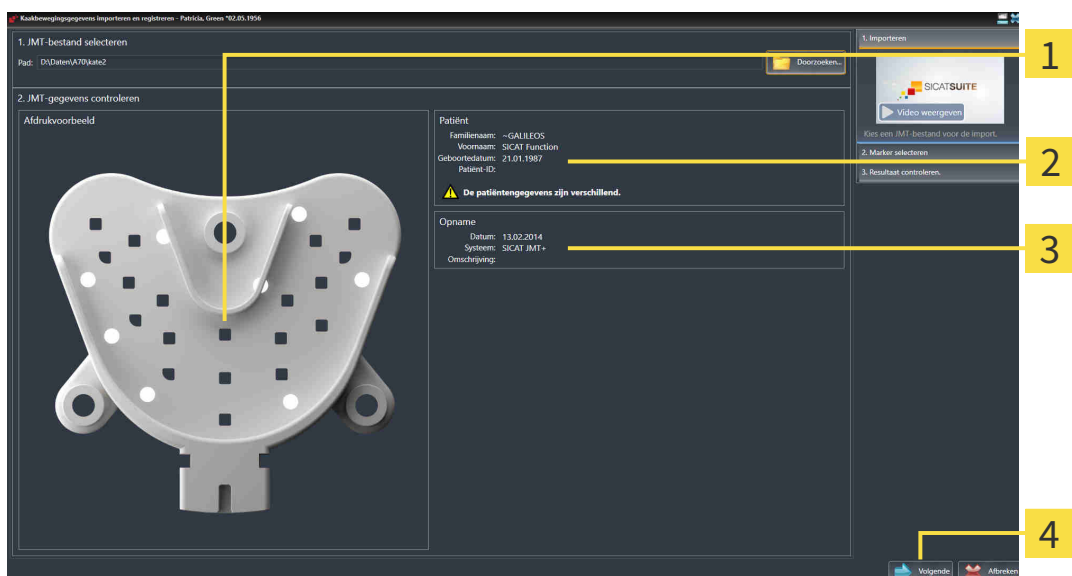 Kaakbewegingsgegevens importeren en registreren - Patricia, Green *02.05.1956
1. JMT-bestand selecteren
Pad: D:\Daten\A70\kate2
Doorzoeken...
2. JMT-gegevens controleren
Afdrukvoorbeeld
Patiënt
Familienaam: ~GALILEOS
Voornaam: SICAT Function
Geboortedatum: 21.01.1987
Patiënt-ID:
De patiëntengegevens zijn verschillend.
Opname
Datum: 13.02.2014
Systeem: SICAT JMT+
Omschrijving:
1. Importeren
SICATSUITE
Video weergeven
Kies een JMT-bestand voor de import.
2. Marker selecteren
3. Resultaat controleren.
Volgende
Afbreken
1
2
3
4